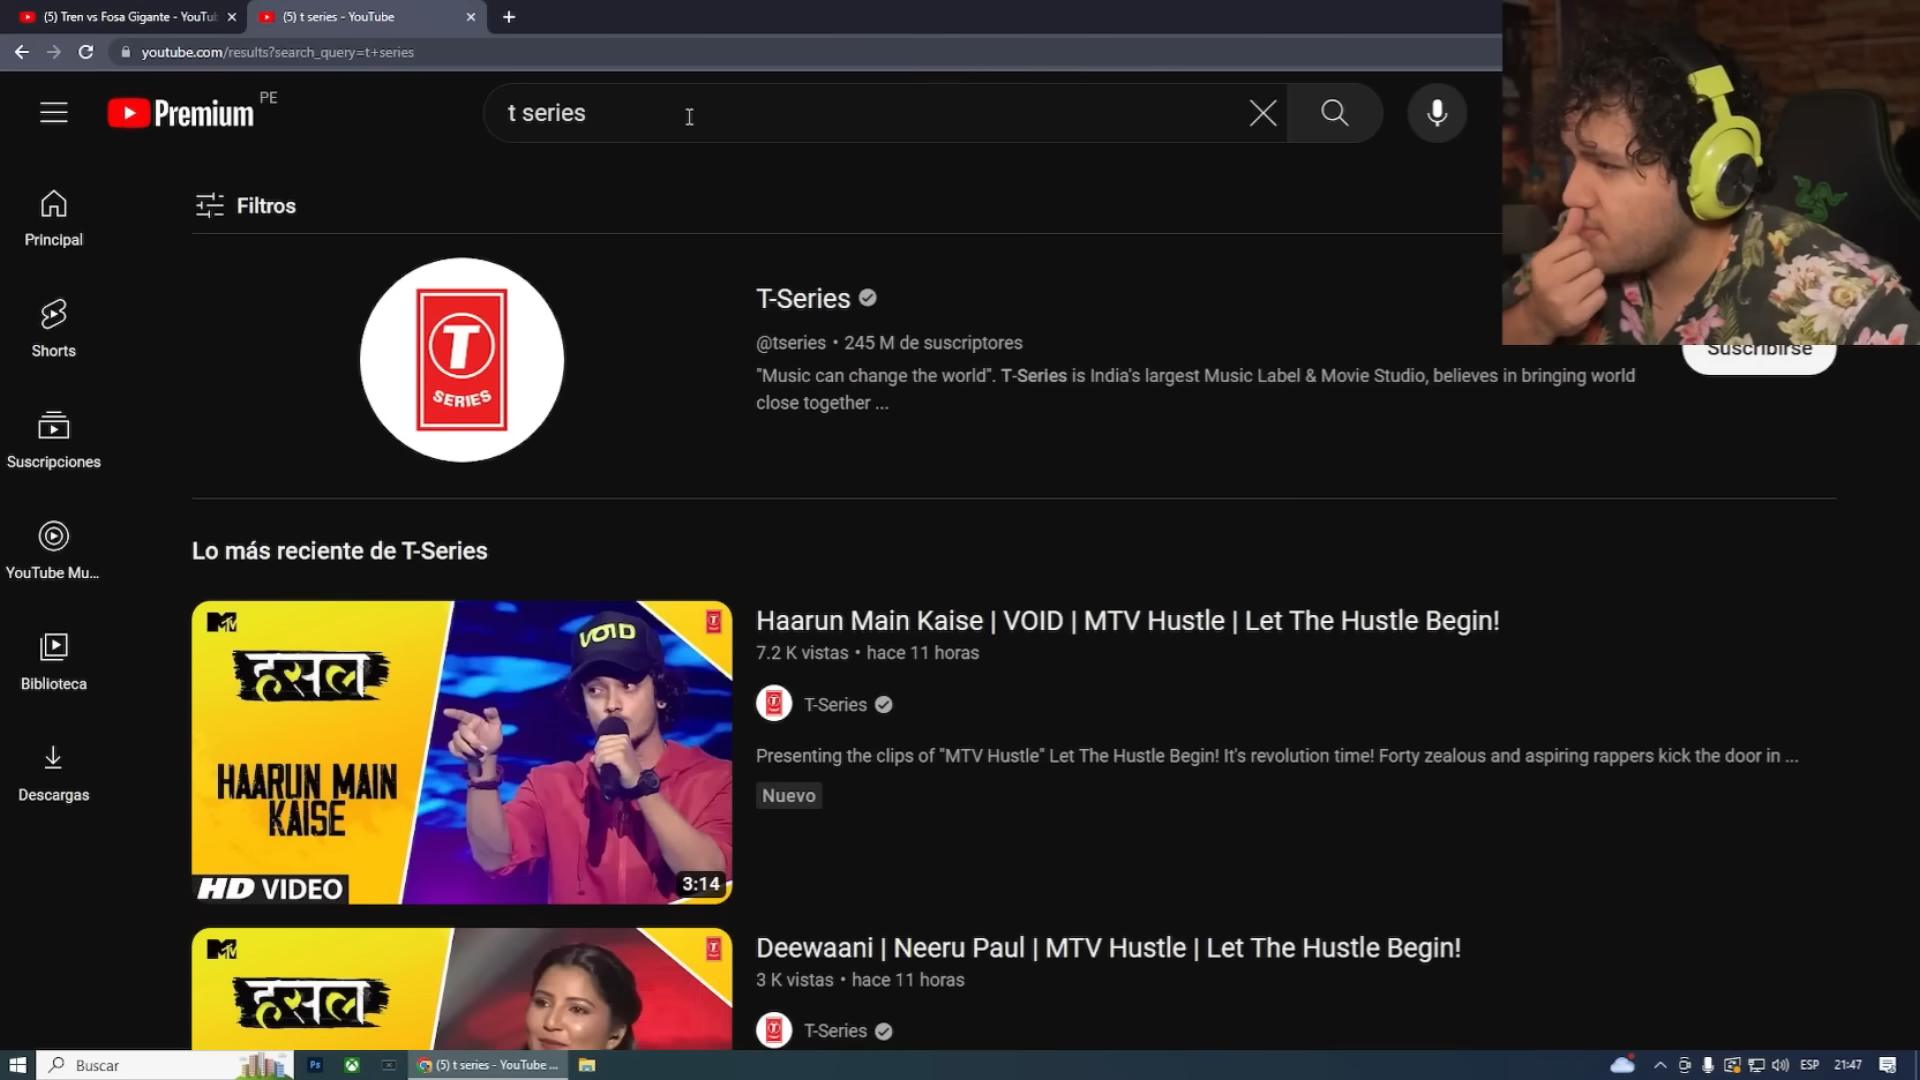 (5) Tren vs Fosa Gigante - YouTu
(5) t series - YouTube
youtube.com/results?search_query=t+series
Premium PE
t series
Filtros
Principal
Shorts
Suscripciones
YouTube Mu...
Biblioteca
Descargas
T
SERIES
T-Series
@tseries • 245 M de suscriptores
"Music can change the world". T-Series is India's largest Music Label & Movie Studio, believes in bringing world
close together ...
Suscribirse
Lo más reciente de T-Series
MTV
हसल
VOID
HAARUN MAIN
KAISE
HD VIDEO
3:14
Haarun Main Kaise | VOID | MTV Hustle | Let The Hustle Begin!
7.2 K vistas • hace 11 horas
T-Series
Presenting the clips of "MTV Hustle" Let The Hustle Begin! It's revolution time! Forty zealous and aspiring rappers kick the door in ...
Nuevo
MTV
हसल
Deewaani | Neeru Paul | MTV Hustle | Let The Hustle Begin!
3 K vistas • hace 11 horas
T-Series
Buscar
Ps
(5) t series - YouTube ...
ESP
21:47